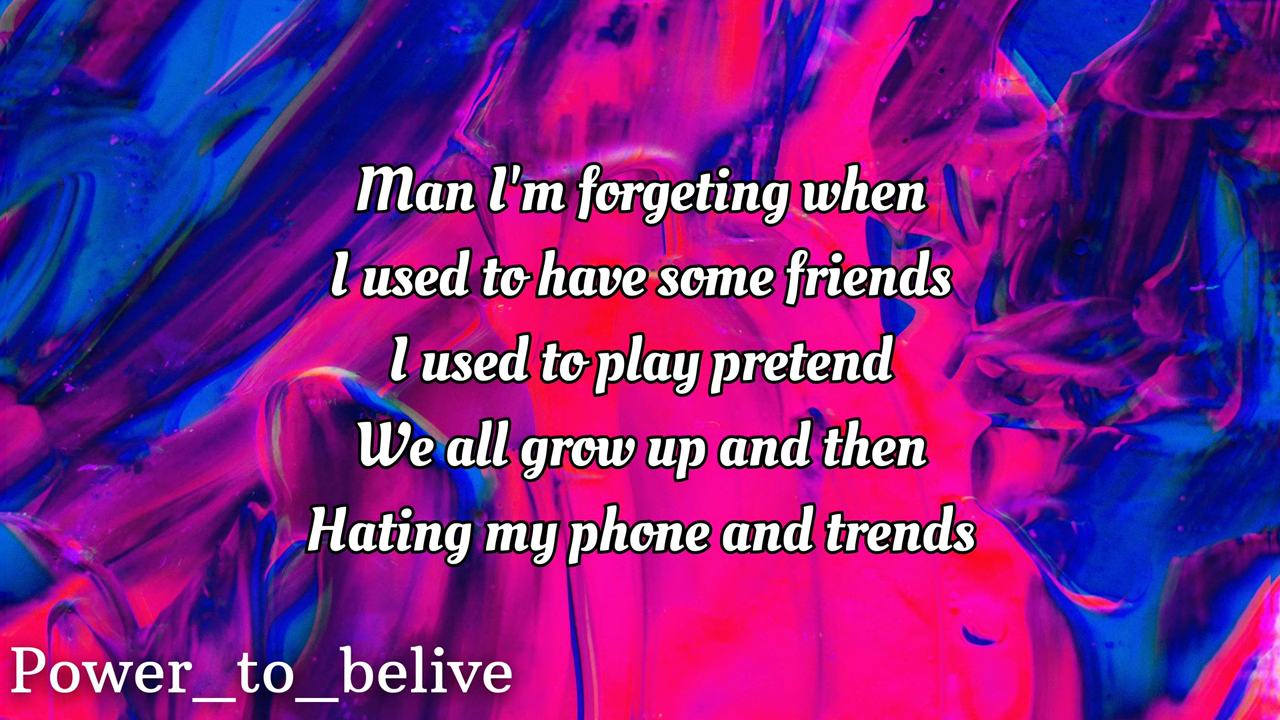 Man I'm forgeting when
I used to have some friends
I used to play pretend
We all grow up and then
Hating my phone and trends
Power_to_belive